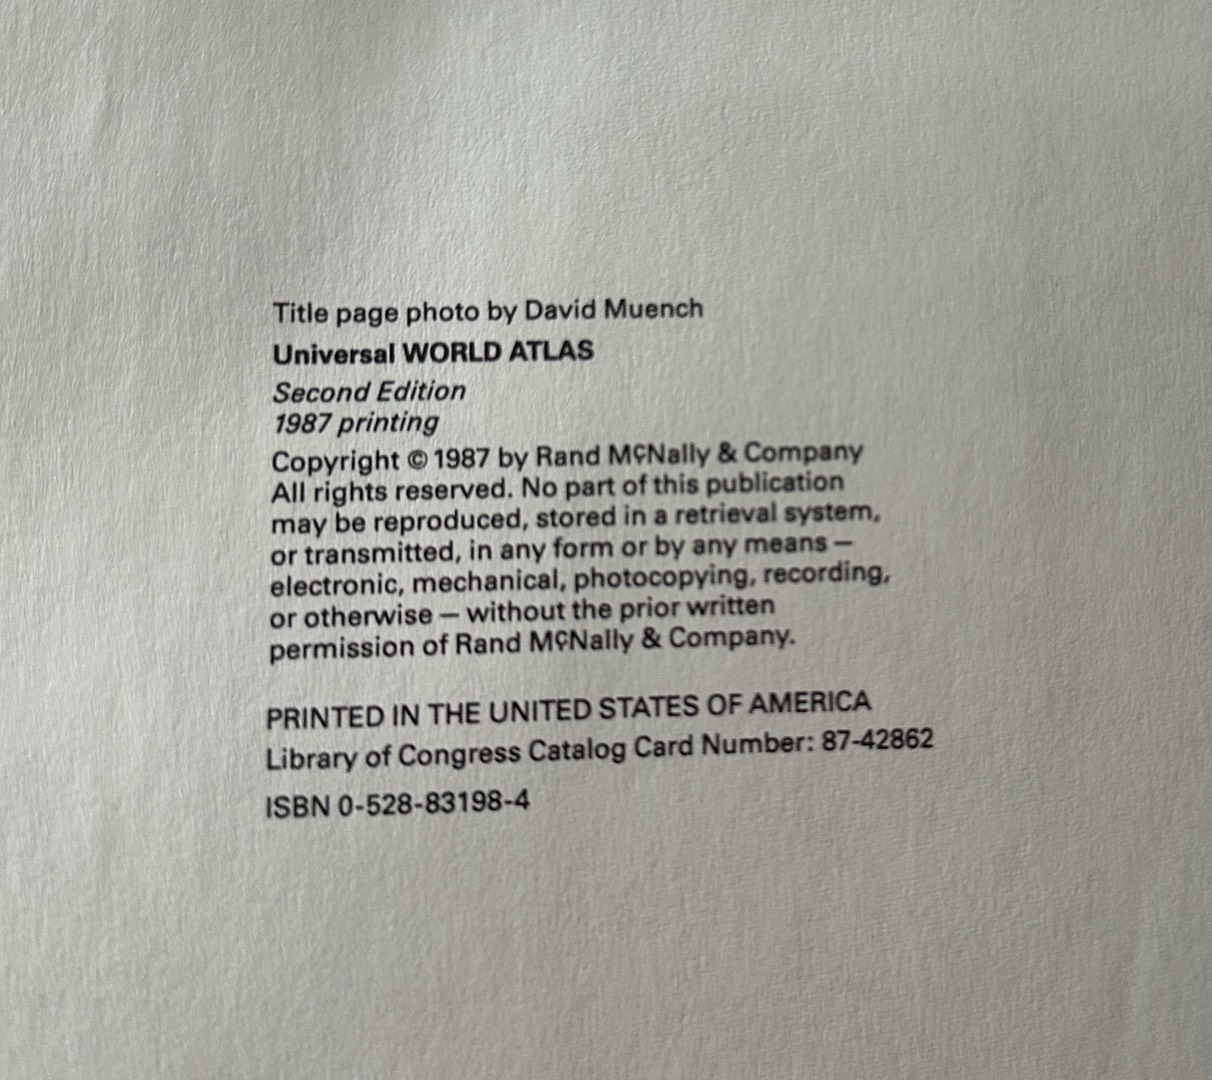 Title page photo by David Muench
Universal WORLD ATLAS
Second Edition
1987 printing
Copyright © 1987 by Rand McNally & Company
All rights reserved. No part of this publication
may be reproduced, stored in a retrieval system,
or transmitted, in any form or by any means —
electronic, mechanical, photocopying, recording,
or otherwise — without the prior written
permission of Rand McNally & Company.
PRINTED IN THE UNITED STATES OF AMERICA
Library of Congress Catalog Card Number: 87-42862
ISBN 0-528-83198-4